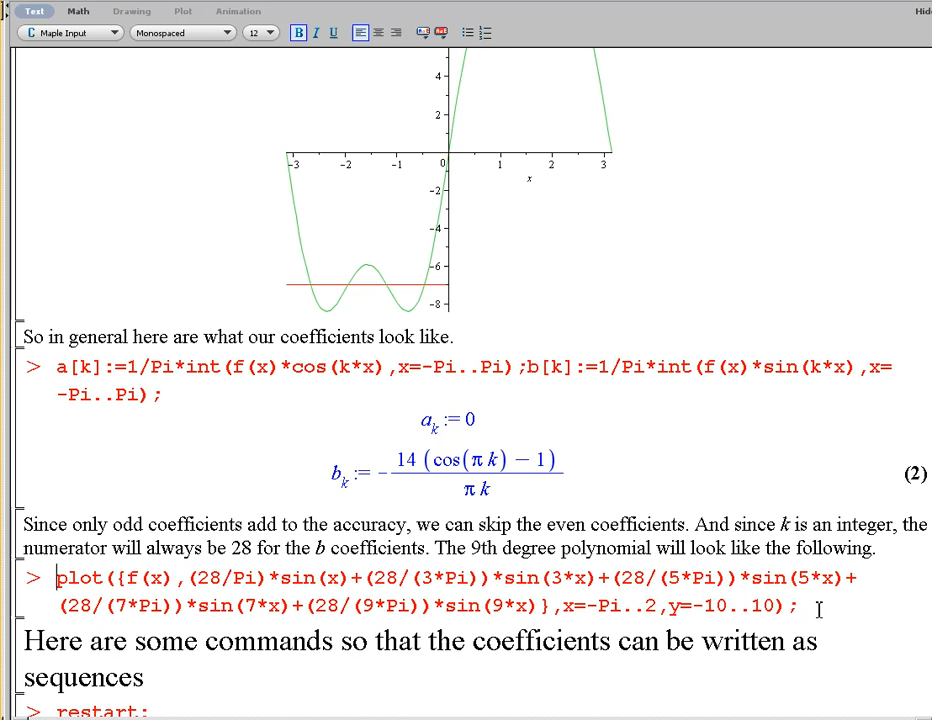 Text Math Drawing Plot Animation Hide
C Maple Input Monospaced 12 B I U
4
2
-3 -2 -1 0 1 2 3
x
-2
-4
-6
-8
So in general here are what our coefficients look like.
> a[k]:=1/Pi*int(f(x)*cos(k*x),x=-Pi..Pi);b[k]:=1/Pi*int(f(x)*sin(k*x),x=
-Pi..Pi);
a_k := 0
b_k := - 14 (cos(π k) − 1) / π k (2)
Since only odd coefficients add to the accuracy, we can skip the even coefficients. And since k is an integer, the
numerator will always be 28 for the b coefficients. The 9th degree polynomial will look like the following.
> plot({f(x),(28/Pi)*sin(x)+(28/(3*Pi))*sin(3*x)+(28/(5*Pi))*sin(5*x)+
(28/(7*Pi))*sin(7*x)+(28/(9*Pi))*sin(9*x)},x=-Pi..2,y=-10..10);
Here are some commands so that the coefficients can be written as
sequences
> restart: